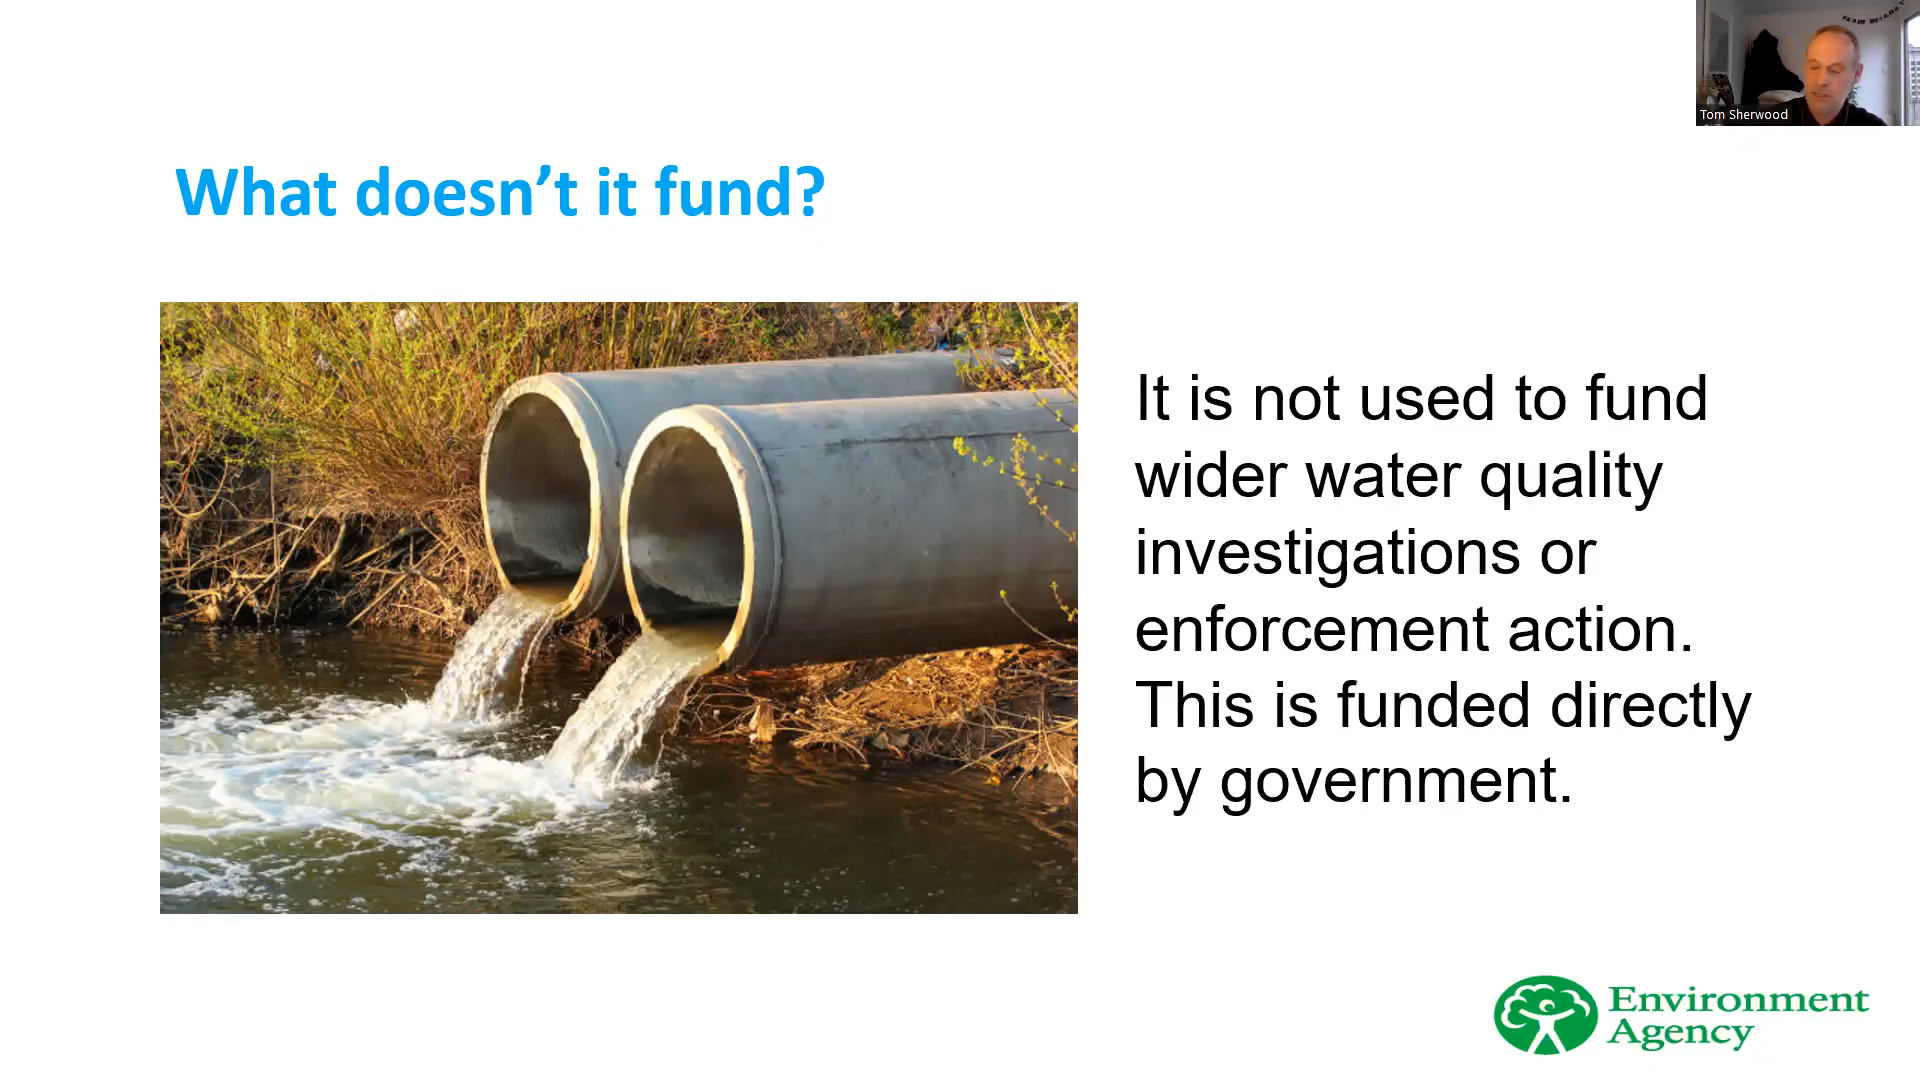 Tom Sherwood
What doesn’t it fund?
It is not used to fund
wider water quality
investigations or
enforcement action.
This is funded directly
by government.
Environment
Agency